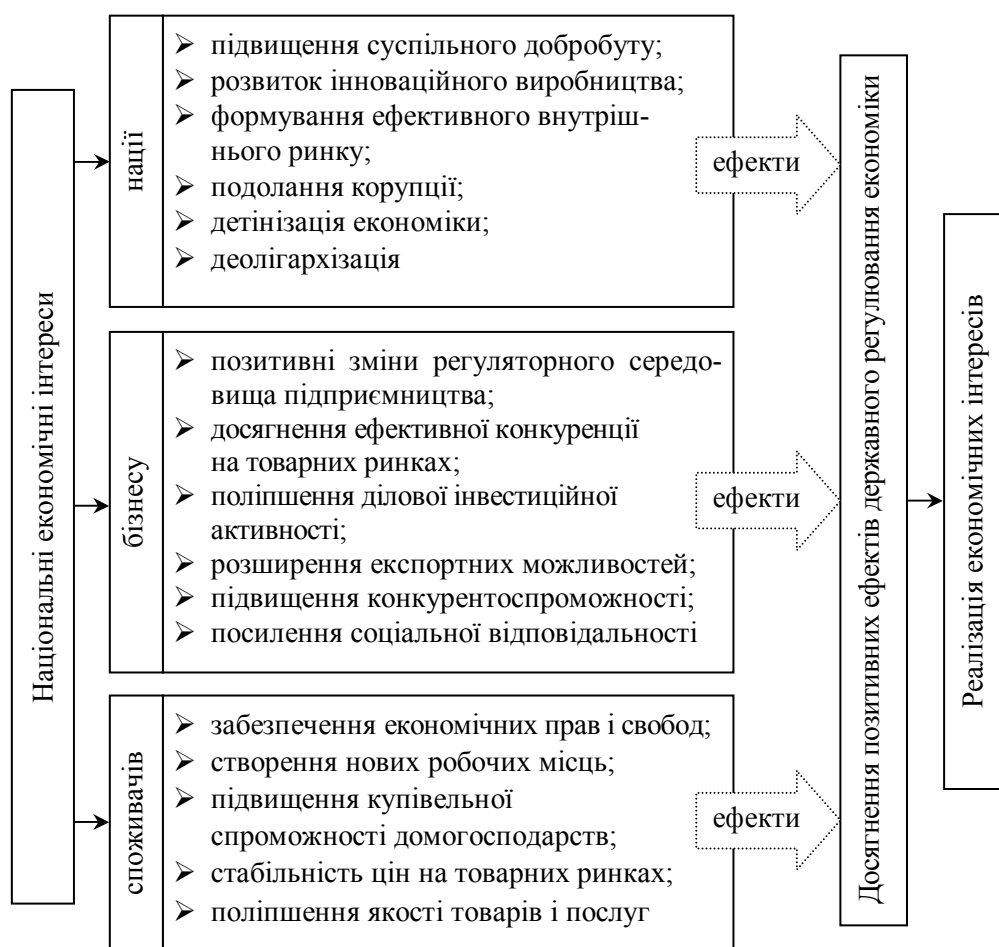 Національні економічні інтереси
нації
➢ підвищення суспільного добробуту;
➢ розвиток інноваційного виробництва;
➢ формування ефективного внутріш-
нього ринку;
➢ подолання корупції;
➢ детінізація економіки;
➢ деолігархізація
ефекти
бізнесу
➢ позитивні зміни регуляторного середо-
вища підприємництва;
➢ досягнення ефективної конкуренції
на товарних ринках;
➢ поліпшення ділової інвестиційної
активності;
➢ розширення експортних можливостей;
➢ підвищення конкурентоспроможності;
➢ посилення соціальної відповідальності
ефекти
споживачів
➢ забезпечення економічних прав і свобод;
➢ створення нових робочих місць;
➢ підвищення купівельної
спроможності домогосподарств;
➢ стабільність цін на товарних ринках;
➢ поліпшення якості товарів і послуг
ефекти
Досягнення позитивних ефектів державного регулювання економіки
Реалізація економічних інтересів